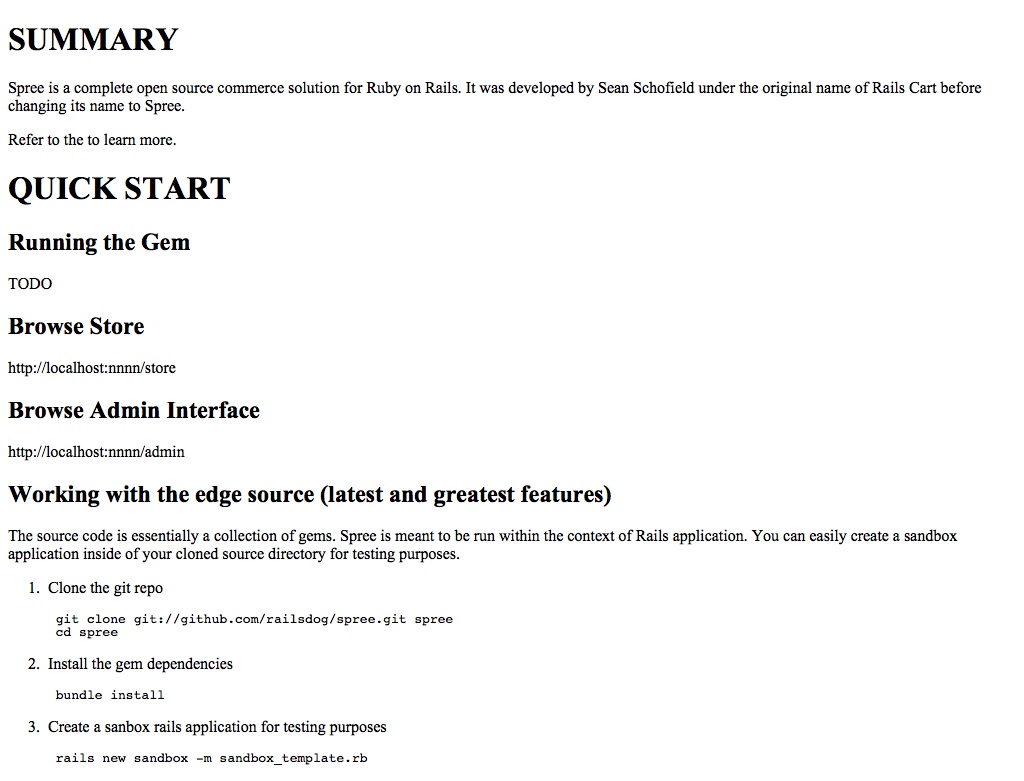 SUMMARY
Spree is a complete open source commerce solution for Ruby on Rails. It was developed by Sean Schofield under the original name of Rails Cart before
changing its name to Spree.
Refer to the to learn more.
QUICK START
Running the Gem
TODO
Browse Store
http://localhost:nnnn/store
Browse Admin Interface
http://localhost:nnnn/admin
Working with the edge source (latest and greatest features)
The source code is essentially a collection of gems. Spree is meant to be run within the context of Rails application. You can easily create a sandbox
application inside of your cloned source directory for testing purposes.
1. Clone the git repo
git clone git://github.com/railsdog/spree.git spree
cd spree
2. Install the gem dependencies
bundle install
3. Create a sanbox rails application for testing purposes
rails new sandbox -m sandbox_template.rb